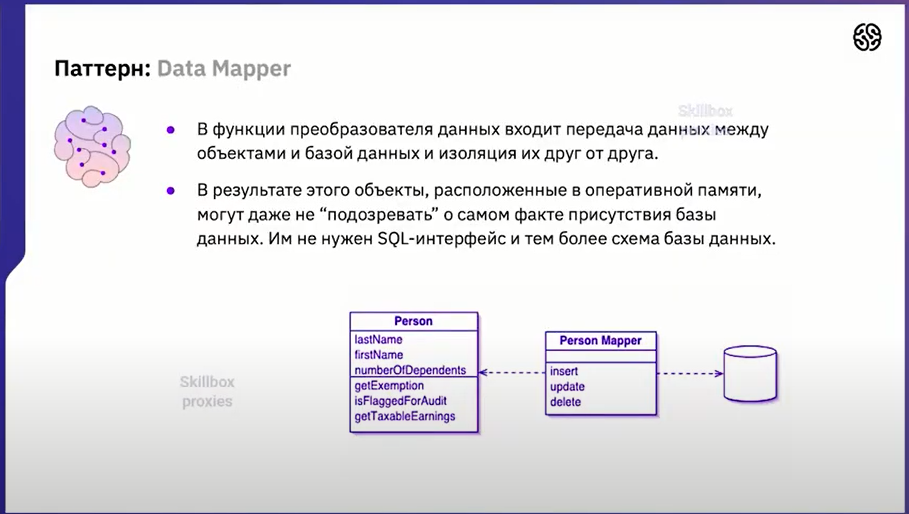 Паттерн: Data Mapper
Skillbox
proxies
В функции преобразователя данных входит передача данных между
объектами и базой данных и изоляция их друг от друга.
В результате этого объекты, расположенные в оперативной памяти,
могут даже не “подозревать” о самом факте присутствия базы
данных. Им не нужен SQL-интерфейс и тем более схема базы данных.
Person
lastName
firstName
numberOfDependents
getExemption
isFlaggedForAudit
getTaxableEarnings
Person Mapper
insert
update
delete
Skillbox
proxies